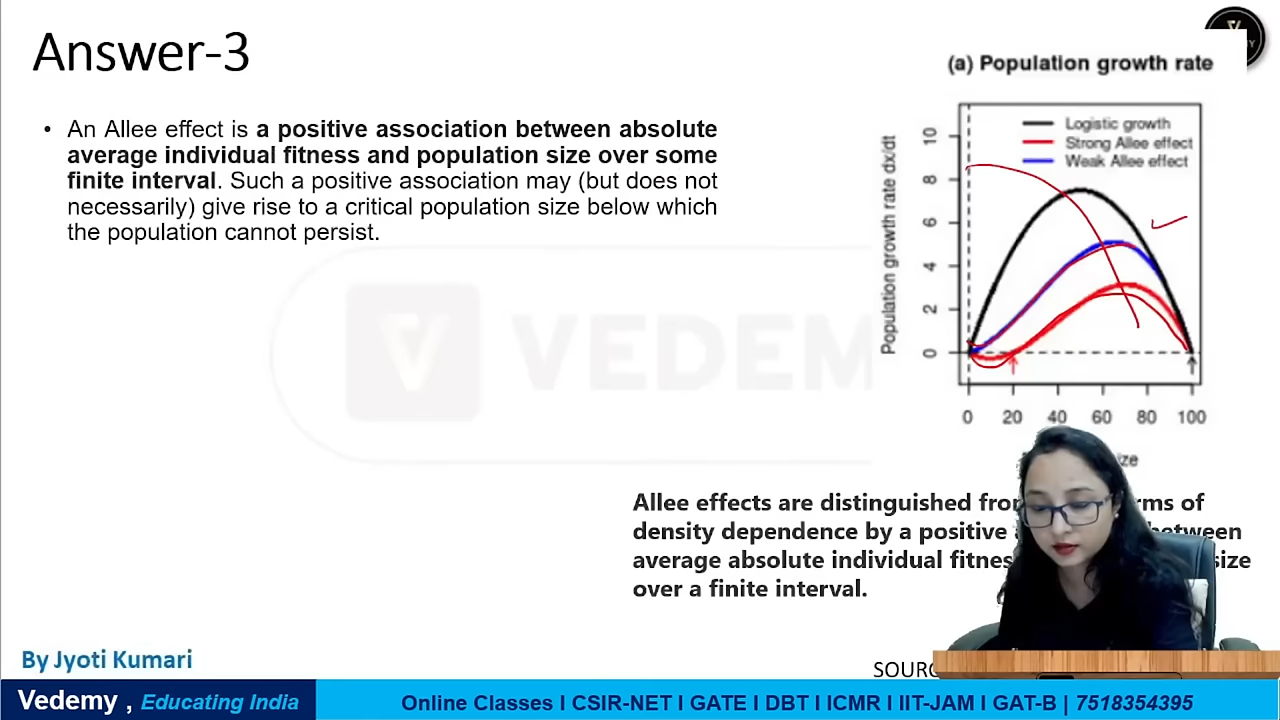 Answer-3
• An Allee effect is a positive association between absolute
average individual fitness and population size over some
finite interval. Such a positive association may (but does not
necessarily) give rise to a critical population size below which
the population cannot persist.
VEDEM
(a) Population growth rate
Logistic growth
Strong Allee effect
Weak Allee effect
Population growth rate dx/dt
10
8
6
4
2
0
0 20 40 60 80 100
Allee effects are distinguished of
density dependence by a positive between
average absolute individual size
over a finite interval.
By Jyoti Kumari
Vedemy , Educating India
Online Classes I CSIR-NET I GATE I DBT I ICMR I IIT-JAM I GAT-B | 7518354395